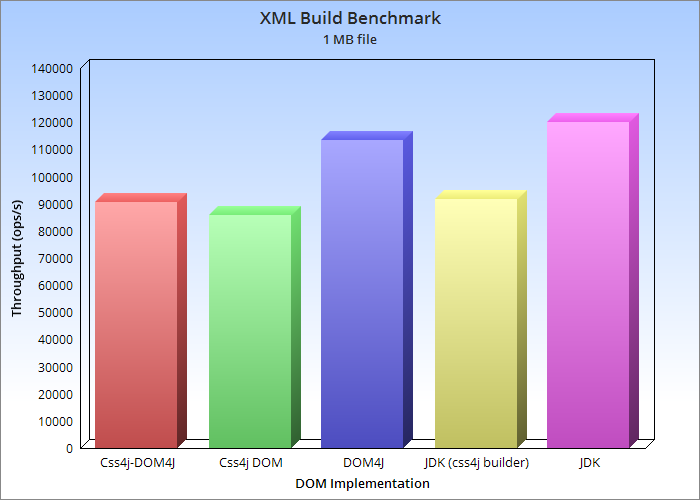 XML Build Benchmark
1 MB file
Throughput (ops/s)
140000
130000
120000
110000
100000
90000
80000
70000
60000
50000
40000
30000
20000
10000
0
Css4j-DOM4J
Css4j DOM
DOM4J
JDK (css4j builder)
JDK
DOM Implementation